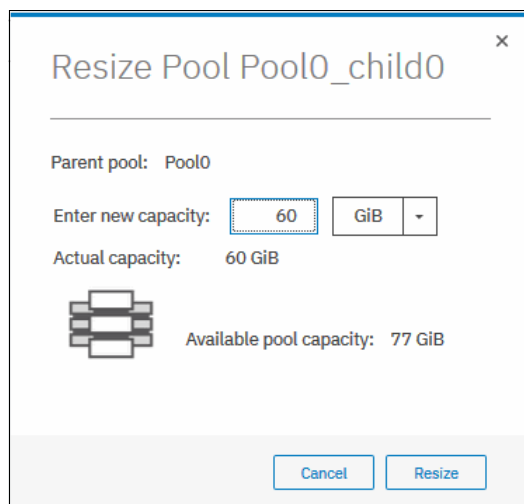 ×
Resize Pool Pool0_child0
Parent pool: Pool0
Enter new capacity: 60 GiB
Actual capacity: 60 GiB
Available pool capacity: 77 GiB
Cancel Resize